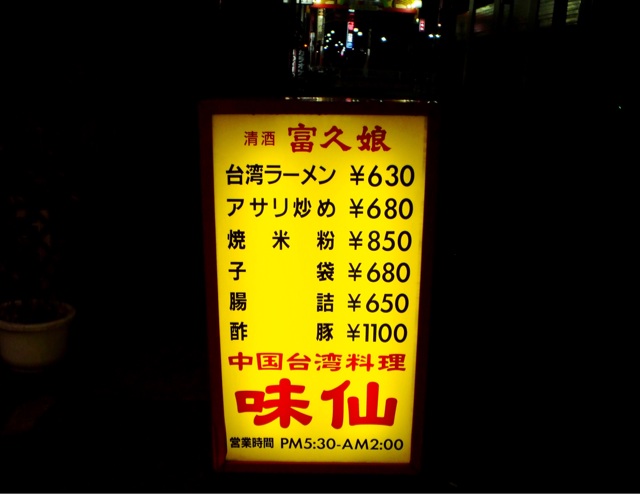 清酒 富久娘
台湾ラーメン ¥630
アサリ炒め ¥680
焼米粉 ¥850
子袋 ¥680
腸詰 ¥650
酢豚 ¥1100
中国台湾料理
味仙
営業時間 PM5:30-AM2:00